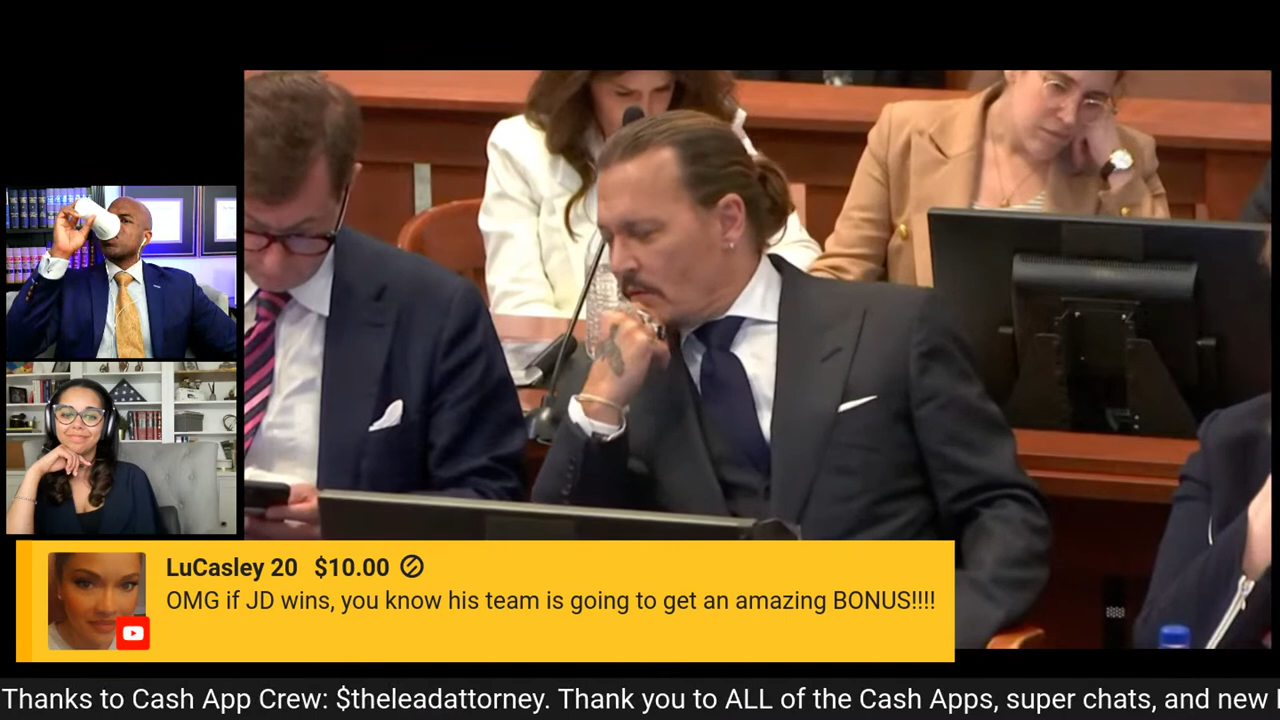 LuCasley 20 $10.00
OMG if JD wins, you know his team is going to get an amazing BONUS!!!!
Thanks to Cash App Crew: $theleadattorney. Thank you to ALL of the Cash Apps, super chats, and new